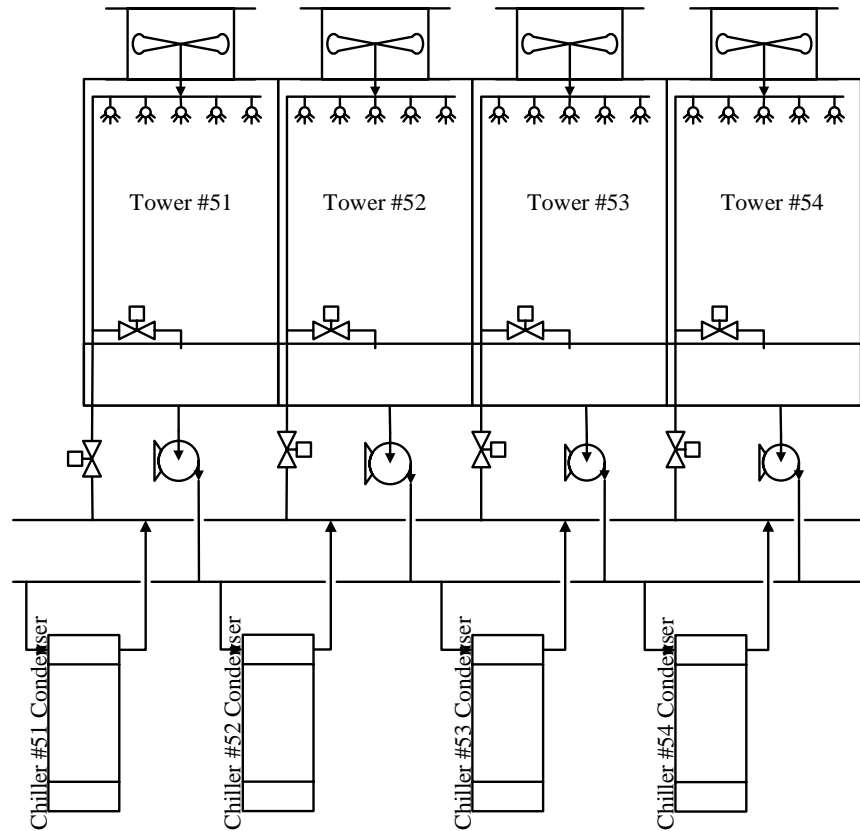 Tower #51
Tower #52
Tower #53
Tower #54
Chiller #51 Condenser
Chiller #52 Condenser
Chiller #53 Condenser
Chiller #54 Condenser